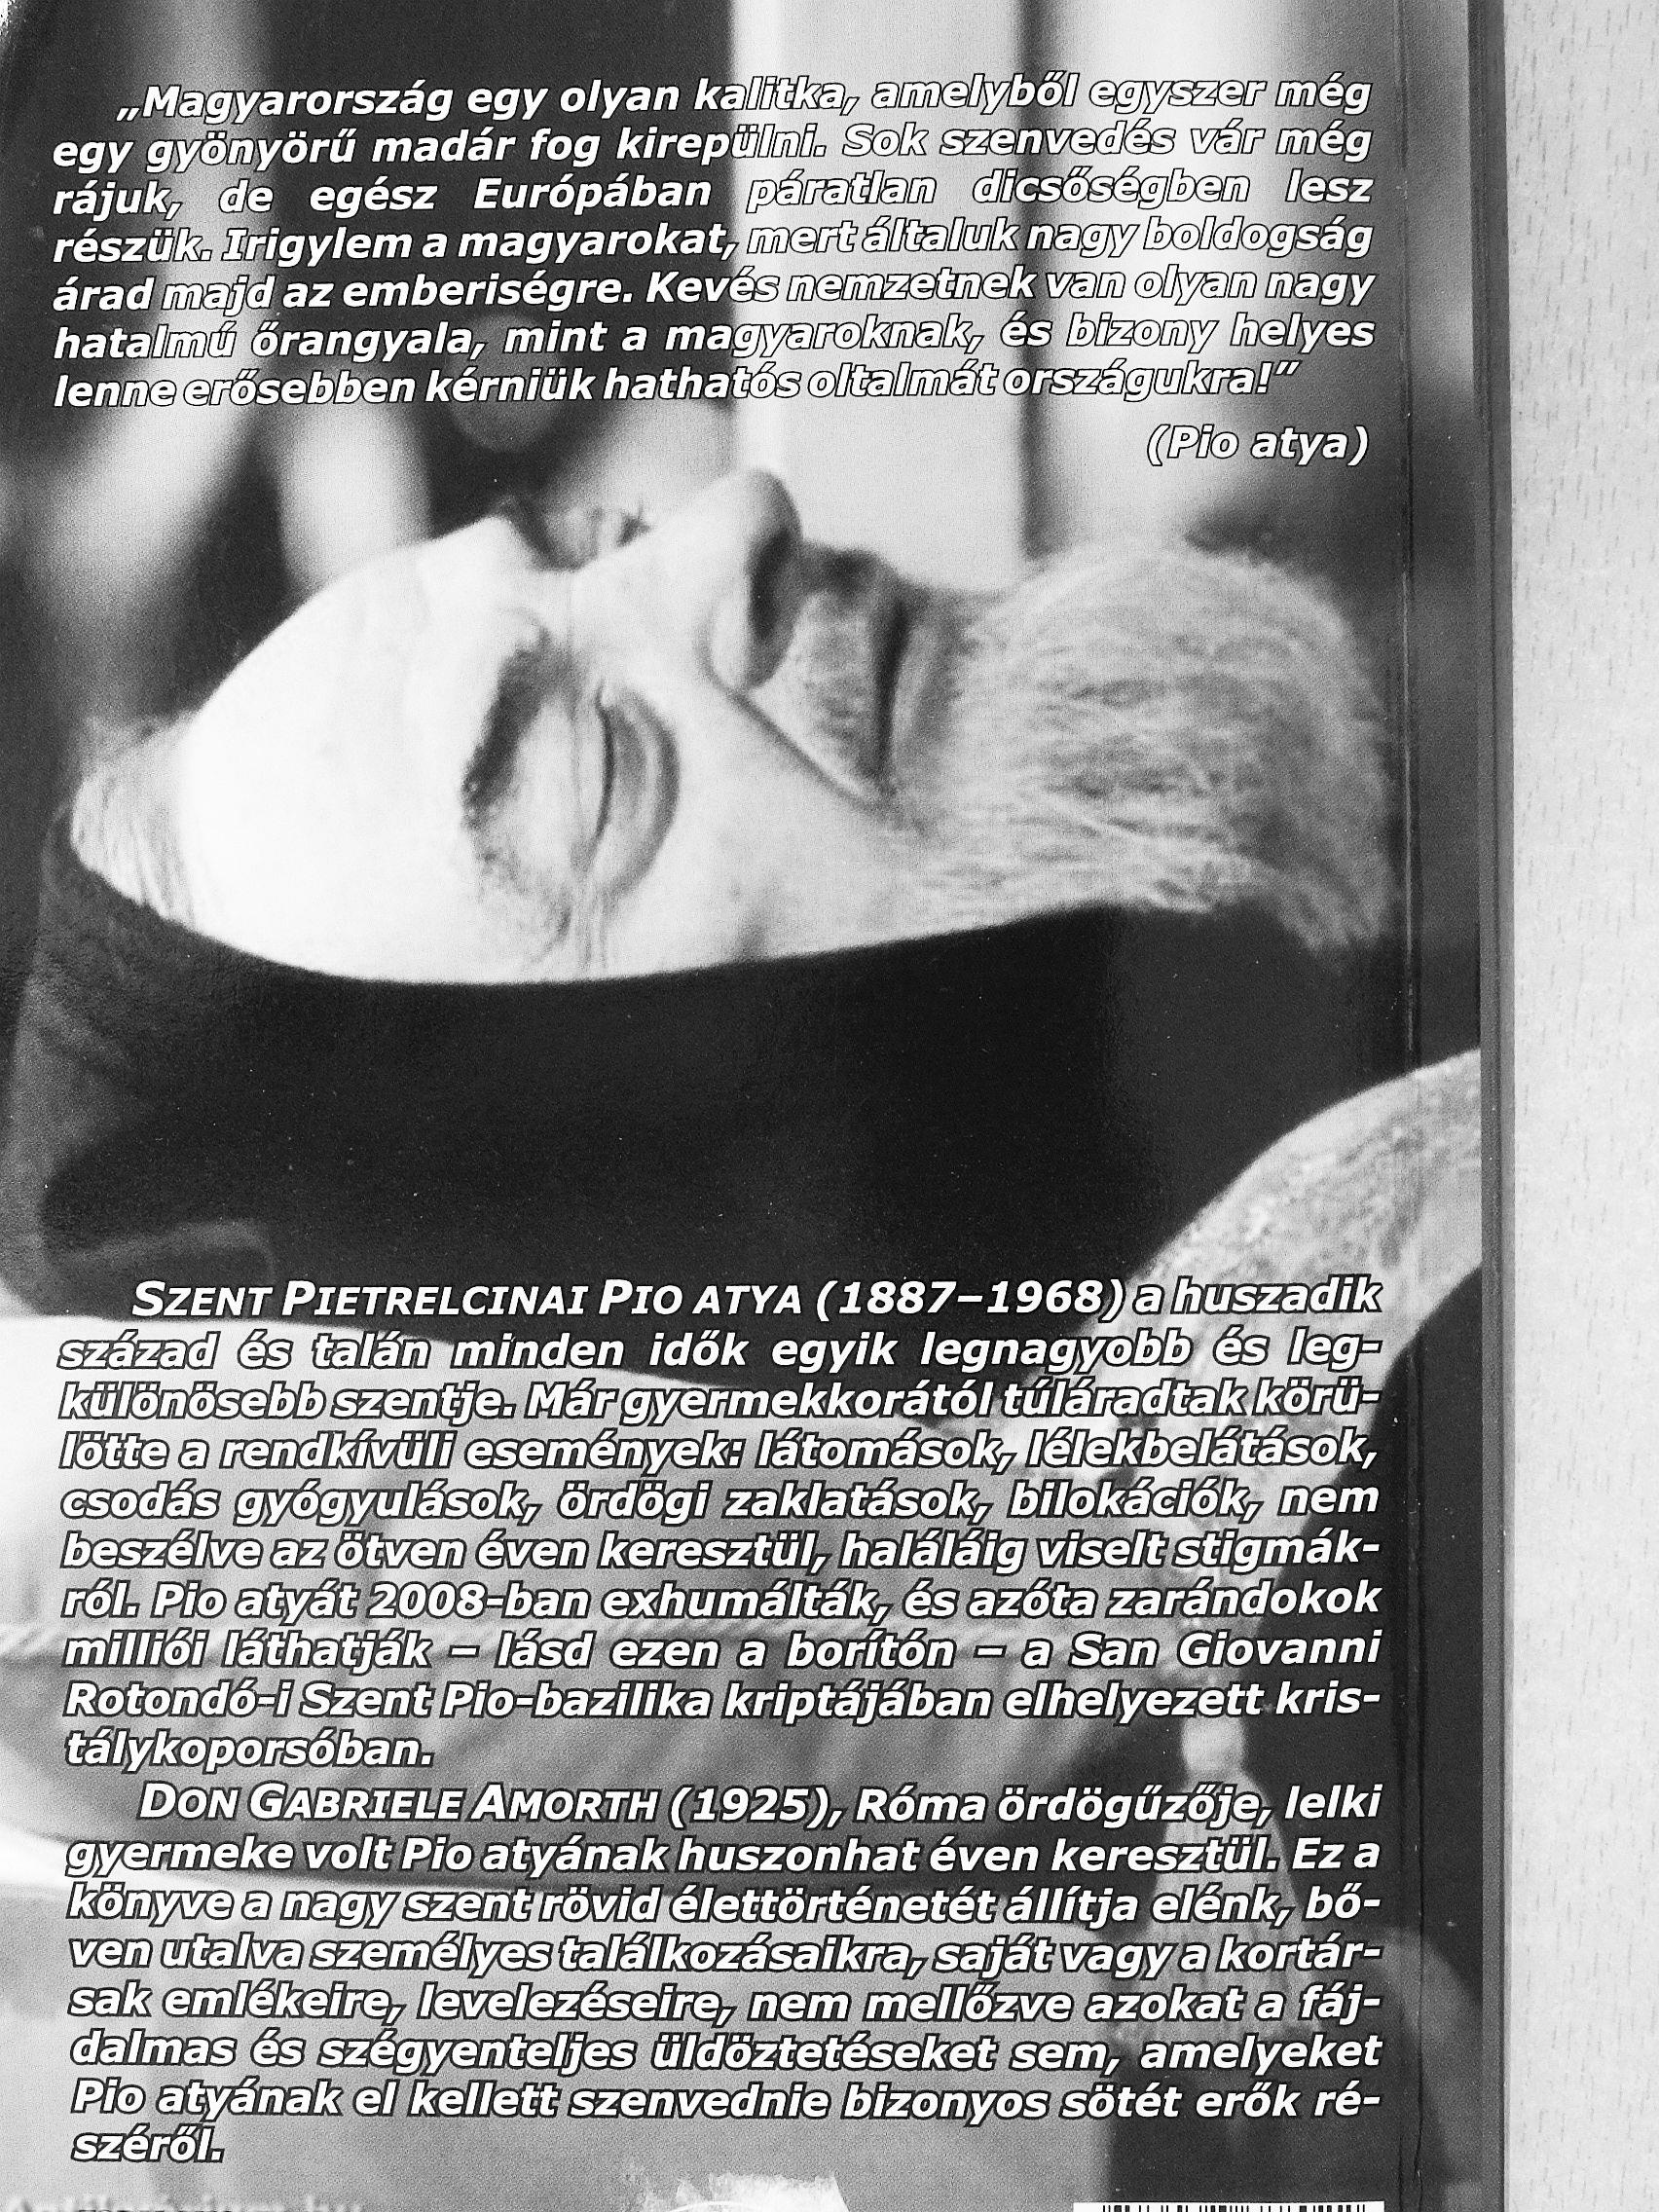 „Magyarország egy olyan kalitka, amelyből egyszer még
egy gyönyörű madár fog kirepülni. Sok szenvedés vár még
rájuk, de egész Európában páratlan dicsőségben lesz
részük. Irigylem a magyarokat, mert általuk nagy boldogság
árad majd az emberiségre. Kevés nemzetnek van olyan nagy
hatalmú őrangyala, mint a magyaroknak, és bizony helyes
lenne erősebben kérniük hathatós oltalmát országukra!”
(Pio atya)
SZENT PIETRELCINAI PIO ATYA (1887–1968) a huszadik
század és talán minden idők egyik legnagyobb és leg-
különösebb szentje. Már gyermekkorától túláradtak körü-
lötte a rendkívüli események: látomások, lélekbelátások,
csodás gyógyulások, ördögi zaklatások, bilokációk, nem
beszélve az ötven éven keresztül, haláláig viselt stigmák-
ról. Pio atyát 2008-ban exhumálták, és azóta zarándokok
milliói láthatják – lásd ezen a borítón – a San Giovanni
Rotondó-i Szent Pio-bazilika kriptájában elhelyezett kris-
tálykoporsóban.
DON GABRIELE AMORTH (1925), Róma ördögűzője, lelki
gyermeke volt Pio atyának huszonhat éven keresztül. Ez a
könyve a nagy szent rövid élettörténetét állítja elénk, bő-
ven utalva személyes találkozásaikra, saját vagy a kortár-
sak emlékeire, levelezéseire, nem mellőzve azokat a fáj-
dalmas és szégyenteljes üldöztetéseket sem, amelyeket
Pio atyának el kellett szenvednie bizonyos sötét erők ré-
széről.